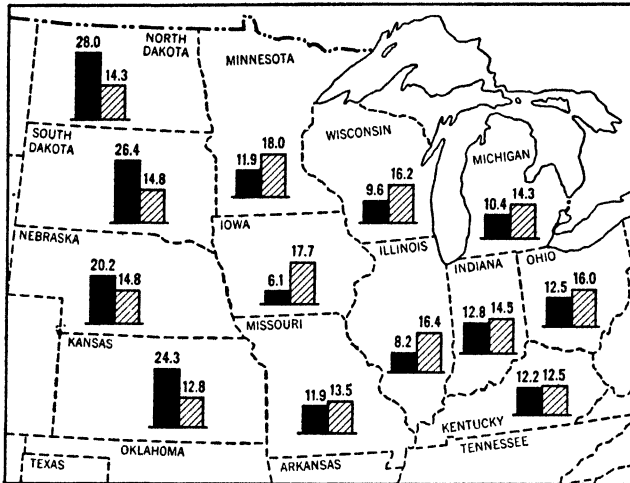 NORTH
DAKOTA
28.0
14.3
MINNESOTA
11.9
18.0
WISCONSIN
9.6
16.2
MICHIGAN
10.4
14.3
SOUTH
DAKOTA
26.4
14.8
IOWA
6.1
17.7
ILLINOIS
8.2
16.4
INDIANA
12.8
14.5
OHIO
12.5
16.0
NEBRASKA
20.2
14.8
MISSOURI
11.9
13.5
KANSAS
24.3
12.8
KENTUCKY
12.2
12.5
TENNESSEE
OKLAHOMA
TEXAS
ARKANSAS